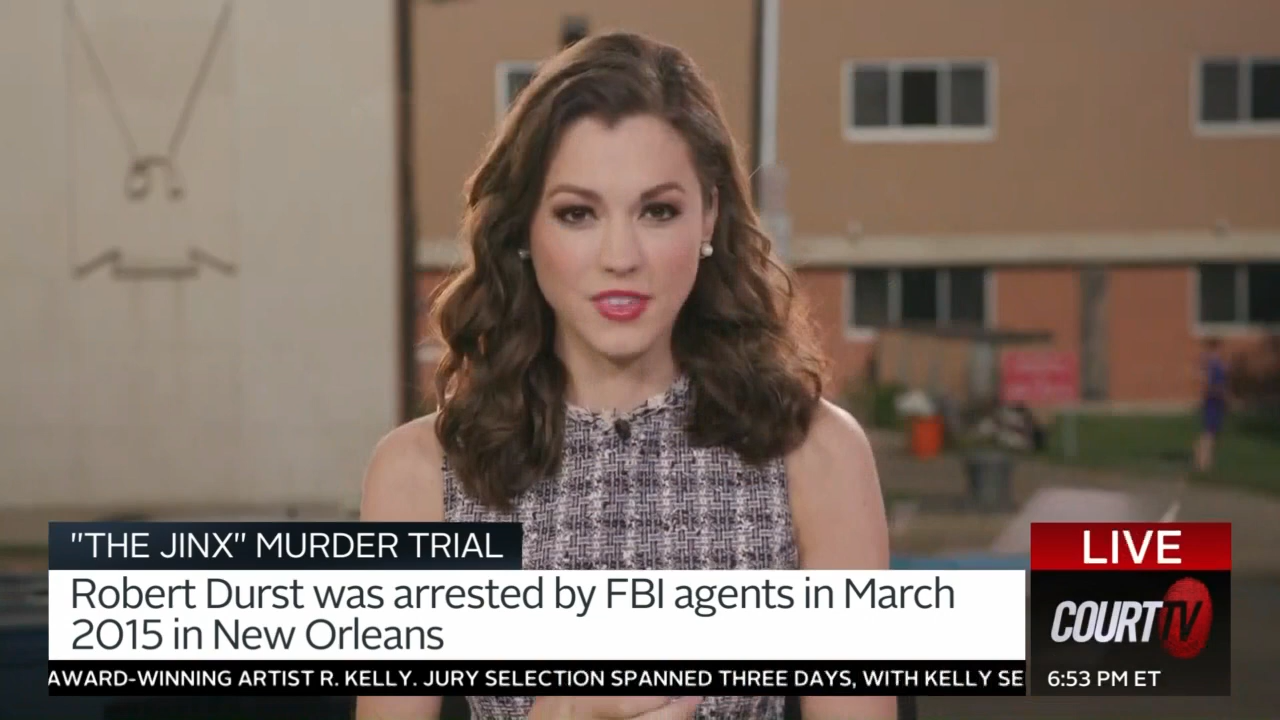 "THE JINX" MURDER TRIAL
Robert Durst was arrested by FBI agents in March
2015 in New Orleans
AWARD-WINNING ARTIST R. KELLY. JURY SELECTION SPANNED THREE DAYS, WITH KELLY SE
LIVE
COURT TV
6:53 PM ET